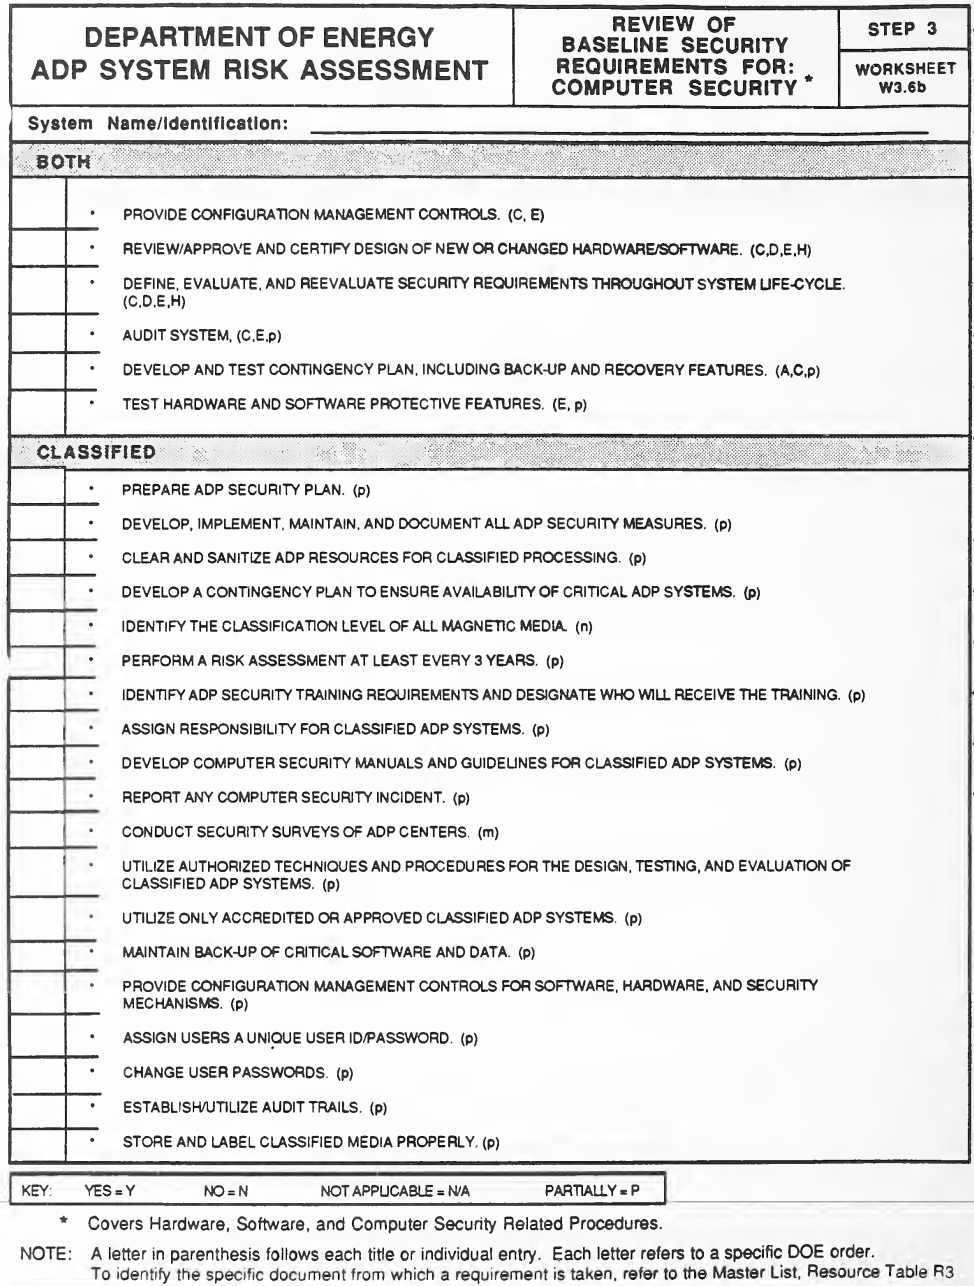 DEPARTMENT OF ENERGY
ADP SYSTEM RISK ASSESSMENT
REVIEW OF
BASELINE SECURITY
REQUIREMENTS FOR:
COMPUTER SECURITY *
STEP 3
WORKSHEET
W3.6b
System Name/Identification:
BOTH
• PROVIDE CONFIGURATION MANAGEMENT CONTROLS. (C, E)
• REVIEW/APPROVE AND CERTIFY DESIGN OF NEW OR CHANGED HARDWARE/SOFTWARE. (C,D,E,H)
• DEFINE, EVALUATE, AND REEVALUATE SECURITY REQUIREMENTS THROUGHOUT SYSTEM LIFE-CYCLE.
(C,D,E,H)
• AUDIT SYSTEM, (C,E,p)
• DEVELOP AND TEST CONTINGENCY PLAN, INCLUDING BACK-UP AND RECOVERY FEATURES. (A,C,p)
• TEST HARDWARE AND SOFTWARE PROTECTIVE FEATURES. (E, p)
CLASSIFIED
• PREPARE ADP SECURITY PLAN. (p)
• DEVELOP, IMPLEMENT, MAINTAIN, AND DOCUMENT ALL ADP SECURITY MEASURES. (p)
• CLEAR AND SANITIZE ADP RESOURCES FOR CLASSIFIED PROCESSING. (p)
• DEVELOP A CONTINGENCY PLAN TO ENSURE AVAILABILITY OF CRITICAL ADP SYSTEMS. (p)
• IDENTIFY THE CLASSIFICATION LEVEL OF ALL MAGNETIC MEDIA. (n)
• PERFORM A RISK ASSESSMENT AT LEAST EVERY 3 YEARS. (p)
• IDENTIFY ADP SECURITY TRAINING REQUIREMENTS AND DESIGNATE WHO WILL RECEIVE THE TRAINING. (p)
• ASSIGN RESPONSIBILITY FOR CLASSIFIED ADP SYSTEMS. (p)
• DEVELOP COMPUTER SECURITY MANUALS AND GUIDELINES FOR CLASSIFIED ADP SYSTEMS. (p)
• REPORT ANY COMPUTER SECURITY INCIDENT. (p)
• CONDUCT SECURITY SURVEYS OF ADP CENTERS. (m)
• UTILIZE AUTHORIZED TECHNIQUES AND PROCEDURES FOR THE DESIGN, TESTING, AND EVALUATION OF
CLASSIFIED ADP SYSTEMS. (p)
• UTILIZE ONLY ACCREDITED OR APPROVED CLASSIFIED ADP SYSTEMS. (p)
• MAINTAIN BACK-UP OF CRITICAL SOFTWARE AND DATA. (p)
• PROVIDE CONFIGURATION MANAGEMENT CONTROLS FOR SOFTWARE, HARDWARE, AND SECURITY
MECHANISMS. (p)
• ASSIGN USERS A UNIQUE USER ID/PASSWORD. (p)
• CHANGE USER PASSWORDS. (p)
• ESTABLISH/UTILIZE AUDIT TRAILS. (p)
• STORE AND LABEL CLASSIFIED MEDIA PROPERLY. (p)
KEY: YES = Y NO = N NOT APPLICABLE = N/A PARTIALLY = P
* Covers Hardware, Software, and Computer Security Related Procedures.
NOTE: A letter in parenthesis follows each title or individual entry. Each letter refers to a specific DOE order.
To identify the specific document from which a requirement is taken, refer to the Master List, Resource Table R3